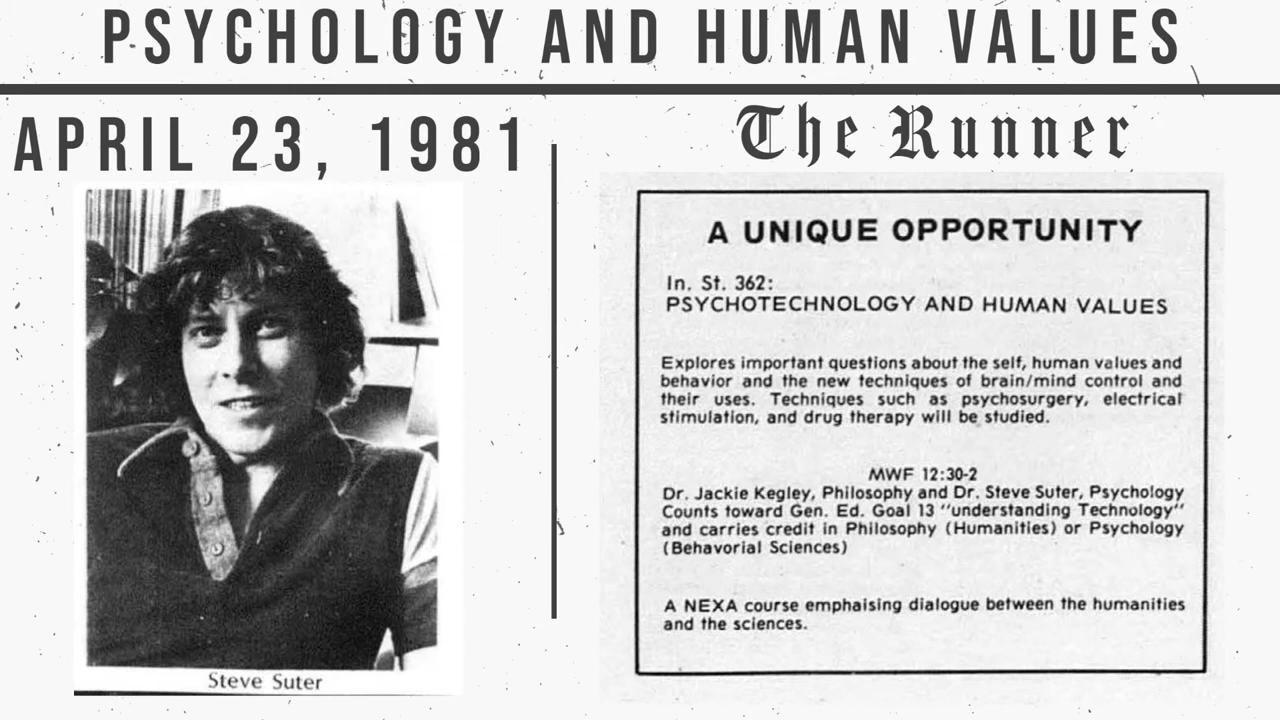 PSYCHOLOGY AND HUMAN VALUES
APRIL 23, 1981
Steve Suter
The Runner
A UNIQUE OPPORTUNITY
In. St. 362:
PSYCHOTECHNOLOGY AND HUMAN VALUES
Explores important questions about the self, human values and
behavior and the new techniques of brain/mind control and
their uses. Techniques such as psychosurgery, electrical
stimulation, and drug therapy will be studied.
MWF 12:30-2
Dr. Jackie Kegley, Philosophy and Dr. Steve Suter, Psychology
Counts toward Gen. Ed. Goal 13 "understanding Technology"
and carries credit in Philosophy (Humanities) or Psychology
(Behavorial Sciences)
A NEXA course emphaising dialogue between the humanities
and the sciences.